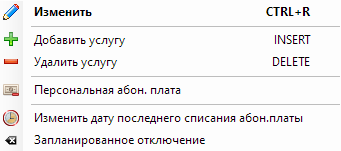 Изменить CTRL+R
Добавить услугу INSERT
Удалить услугу DELETE
Персональная абон. плата
Изменить дату последнего списания абон.платы
Запланированное отключение